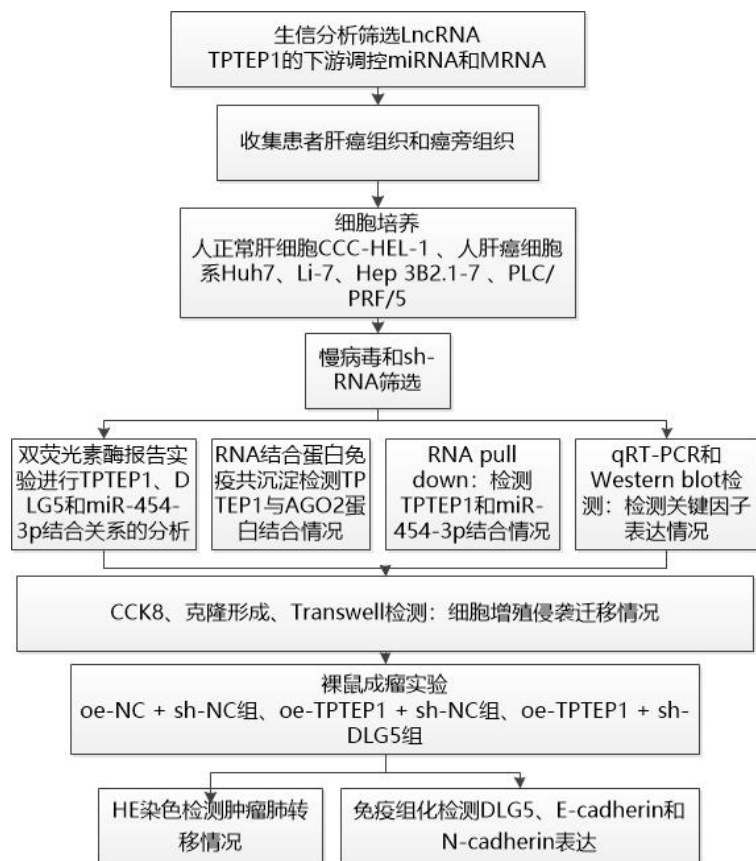 生信分析筛选LncRNA
TPTEP1的下游调控miRNA和MRNA
收集患者肝癌组织和癌旁组织
细胞培养
人正常肝细胞CCC-HEL-1 、人肝癌细胞
系Huh7、Li-7、Hep 3B2.1-7 、PLC/
PRF/5
慢病毒和sh-
RNA筛选
双荧光素酶报告实
验进行TPTEP1、D
LG5和miR-454-
3p结合关系的分析
RNA结合蛋白免
疫共沉淀检测TP
TEP1与AGO2蛋
白结合情况
RNA pull
down：检测
TPTEP1和miR-
454-3p结合情况
qRT-PCR和
Western blot检
测：检测关键因子
表达情况
CCK8、克隆形成、Transwell检测：细胞增殖侵袭迁移情况
裸鼠成瘤实验
oe-NC + sh-NC组、oe-TPTEP1 + sh-NC组、oe-TPTEP1 + sh-
DLG5组
HE染色检测肿瘤肺转
移情况
免疫组化检测DLG5、E-cadherin和
N-cadherin表达